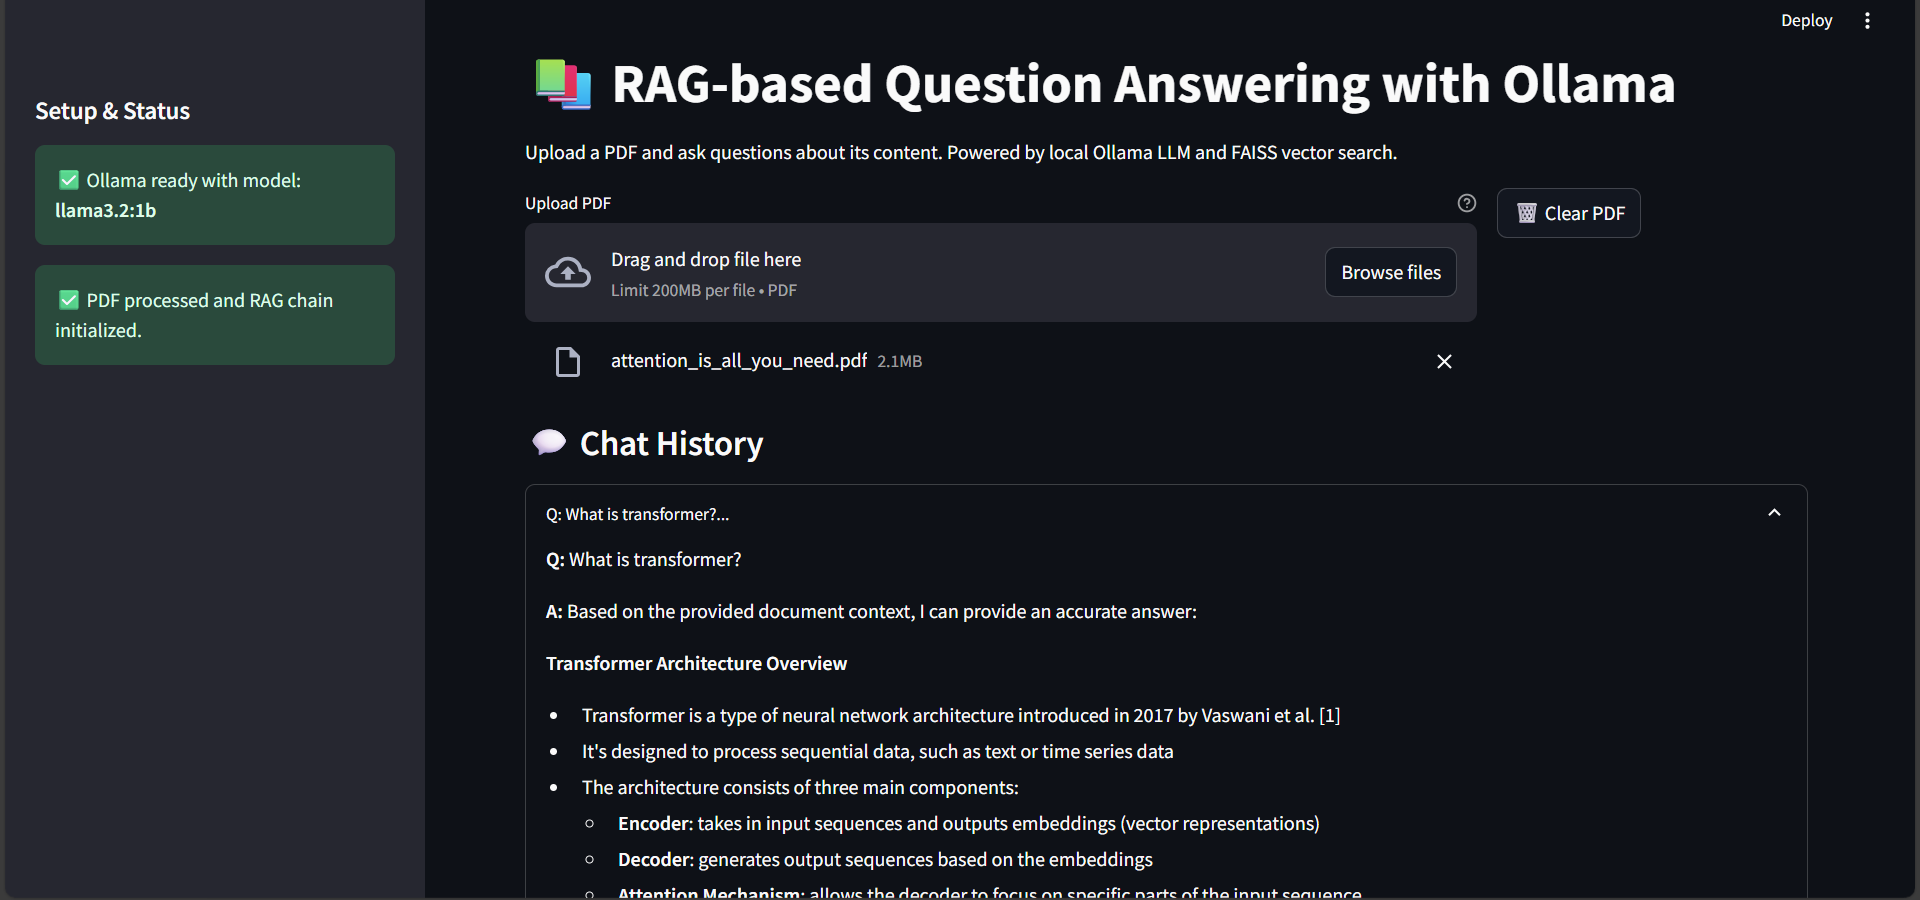 Deploy
Setup & Status
✅ Ollama ready with model:
llama3.2:1b
✅ PDF processed and RAG chain
initialized.
📚 RAG-based Question Answering with Ollama
Upload a PDF and ask questions about its content. Powered by local Ollama LLM and FAISS vector search.
Upload PDF
Drag and drop file here
Limit 200MB per file • PDF
Browse files
🗑️ Clear PDF
attention_is_all_you_need.pdf 2.1MB
💬 Chat History
Q: What is transformer?...
Q: What is transformer?
A: Based on the provided document context, I can provide an accurate answer:
Transformer Architecture Overview
• Transformer is a type of neural network architecture introduced in 2017 by Vaswani et al. [1]
• It's designed to process sequential data, such as text or time series data
• The architecture consists of three main components:
◦ Encoder: takes in input sequences and outputs embeddings (vector representations)
◦ Decoder: generates output sequences based on the embeddings
◦ Attention Mechanism: allows the decoder to focus on specific parts of the input sequence